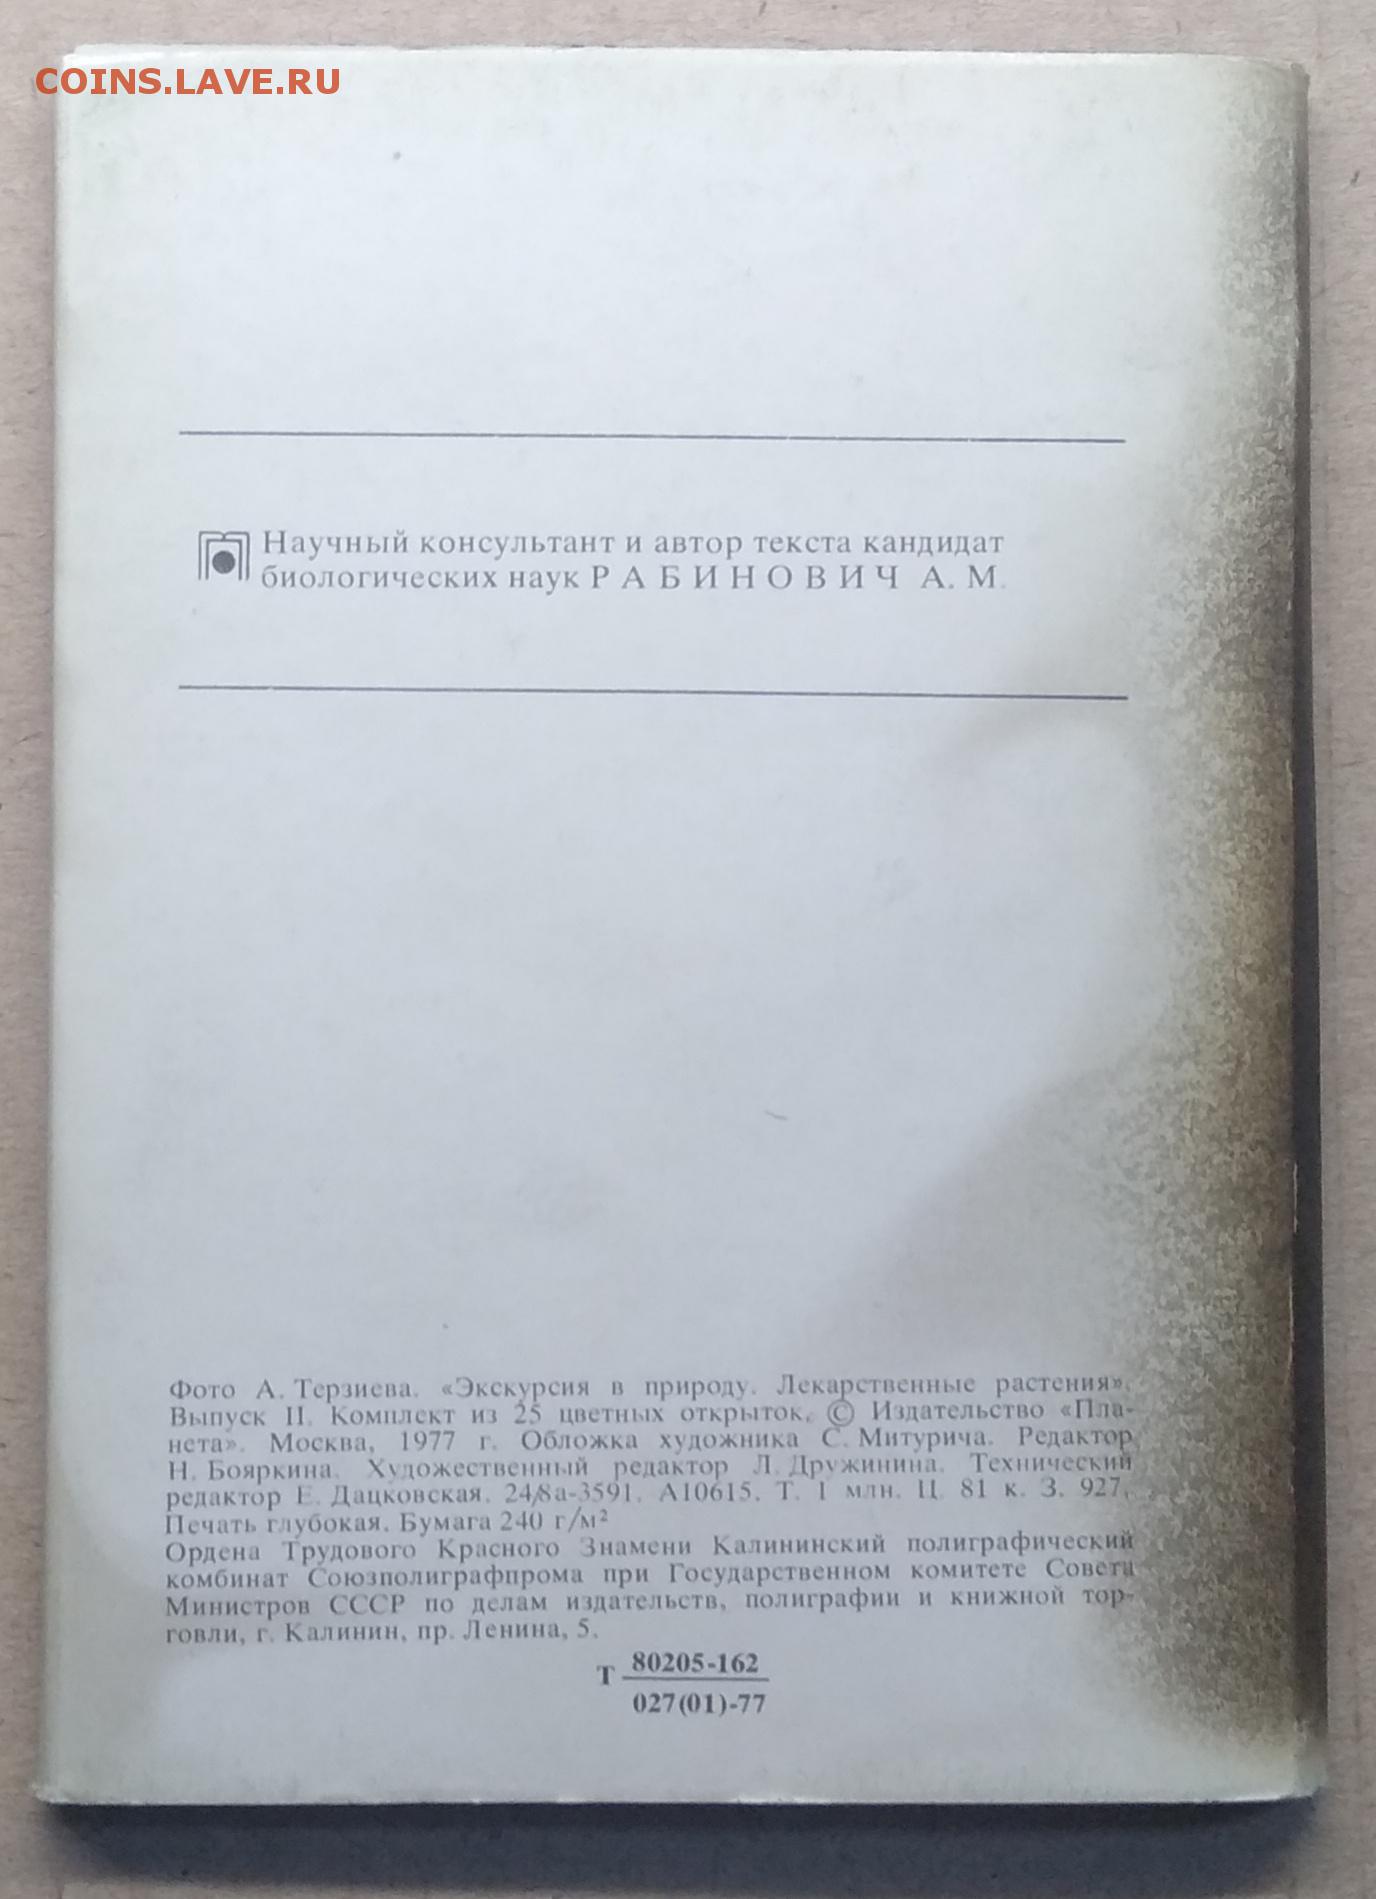 COINS.LAVE.RU
Научный консультант и автор текста кандидат
биологических наук РАБИНОВИЧ А. М.
Фото А. Терзиева. «Экскурсия в природу. Лекарственные растения».
Выпуск II. Комплект из 25 цветных открыток. © Издательство «Пла-
нета». Москва, 1977 г. Обложка художника С. Митурича. Редактор
Н. Бояркина. Художественный редактор Л. Дружинина. Технический
редактор Е. Дацковская. 24/8а-3591. А10615. Т. 1 млн. Ц. 81 к. З. 927.
Печать глубокая. Бумага 240 г/м²
Ордена Трудового Красного Знамени Калининский полиграфический
комбинат Союзполиграфпрома при Государственном комитете Совета
Министров СССР по делам издательств, полиграфии и книжной тор-
говли, г. Калинин, пр. Ленина, 5.
Т 80205-162
027(01)-77